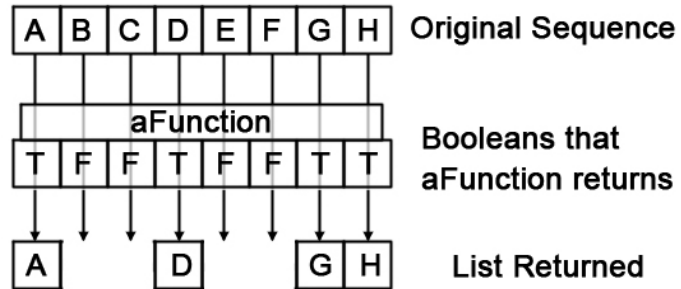 A B C D E F G H Original Sequence
aFunction
Booleans that
T F F T F F T T
aFunction returns
A D G H List Returned